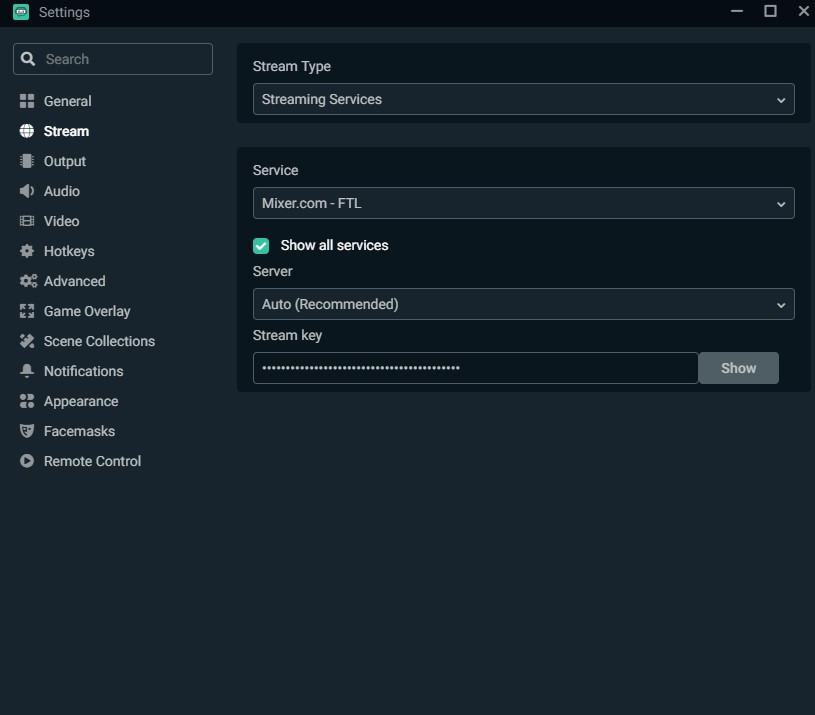 Settings
Search
General
Stream
Output
Audio
Video
Hotkeys
Advanced
Game Overlay
Scene Collections
Notifications
Appearance
Facemasks
Remote Control
Stream Type
Streaming Services
Service
Mixer.com - FTL
Show all services
Server
Auto (Recommended)
Stream key
••••••••••••••••••••••••••••••••••••••••••
Show